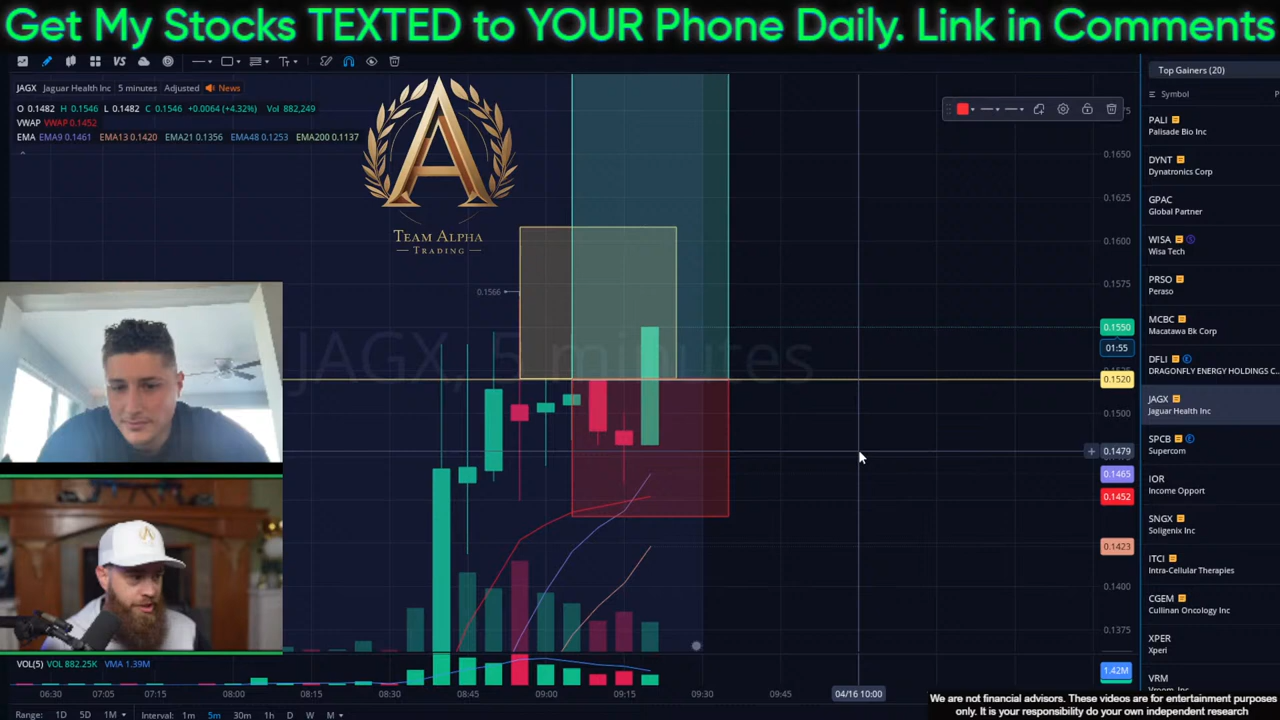 Get My Stocks TEXTED to YOUR Phone Daily. Link in Comments
VS
JAGX Jaguar Health Inc 5 minutes Adjusted News
O 0.1482 H 0.1546 L 0.1482 C 0.1546 +0.0064 (+4.32%) Vol 882,249
VWAP VWAP 0.1452
EMA EMA9 0.1461 EMA13 0.1420 EMA21 0.1356 EMA48 0.1253 EMA200 0.1137
A
TEAM ALPHA
TRADING
0.1566
JAGX, 5 minutes
0.1650
0.1625
0.1600
0.1575
0.1550
01:55
0.1520
0.1500
0.1479
0.1465
0.1452
0.1423
0.1400
0.1375
1.42M
Top Gainers (20)
Symbol
PALI
Palisade Bio Inc
DYNT
Dynatronics Corp
GPAC
Global Partner
WISA
Wisa Tech
PRSO
Peraso
MCBC
Macatawa Bk Corp
DFLI
DRAGONFLY ENERGY HOLDINGS C...
JAGX
Jaguar Health Inc
SPCB
Supercom
IOR
Income Opport
SNGX
Soligenix Inc
ITCI
Intra-Cellular Therapies
CGEM
Cullinan Oncology Inc
XPER
Xperi
VRM
VOL(5) VOL 882.25K VMA 1.39M
06:30 07:05 07:15 08:00 08:15 08:30 09:00 09:15 09:30 09:45 04/16 10:00
Range: 1D 5D 1M Interval: 1m 5m 30m 1h D W M
We are not financial advisors. These videos are for entertainment purposes
only. It is your responsibility do your own independent research